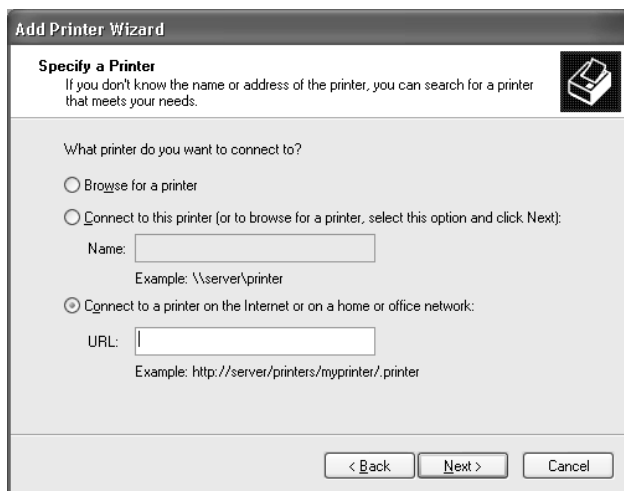 Add Printer Wizard
Specify a Printer
If you don't know the name or address of the printer, you can search for a printer
that meets your needs.
What printer do you want to connect to?
Browse for a printer
Connect to this printer (or to browse for a printer, select this option and click Next):
Name:
Example: \\server\printer
Connect to a printer on the Internet or on a home or office network:
URL:
Example: http://server/printers/myprinter/.printer
< Back Next > Cancel